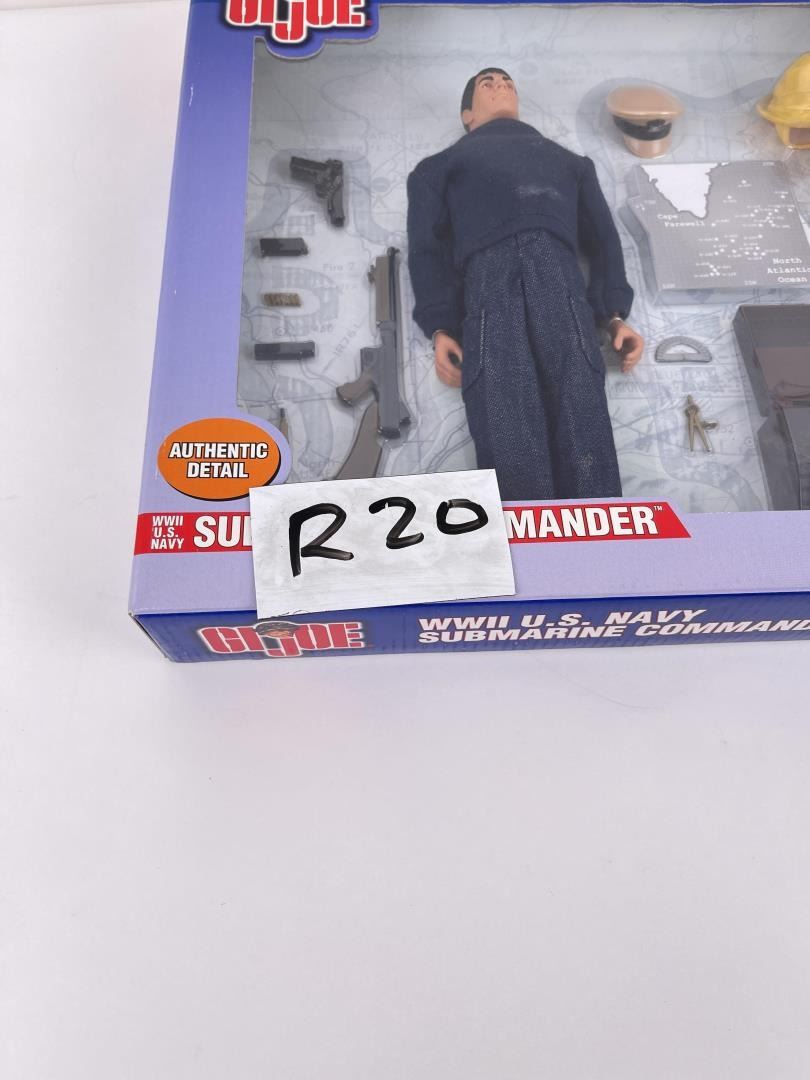 GI JOE
Cape
Farewell
North
Atlantic
Ocean
AUTHENTIC
DETAIL
WWII
U.S.
NAVY
SU
MANDER™
R 20
GI JOE
WWII U.S. NAVY
SUBMARINE COMMAND